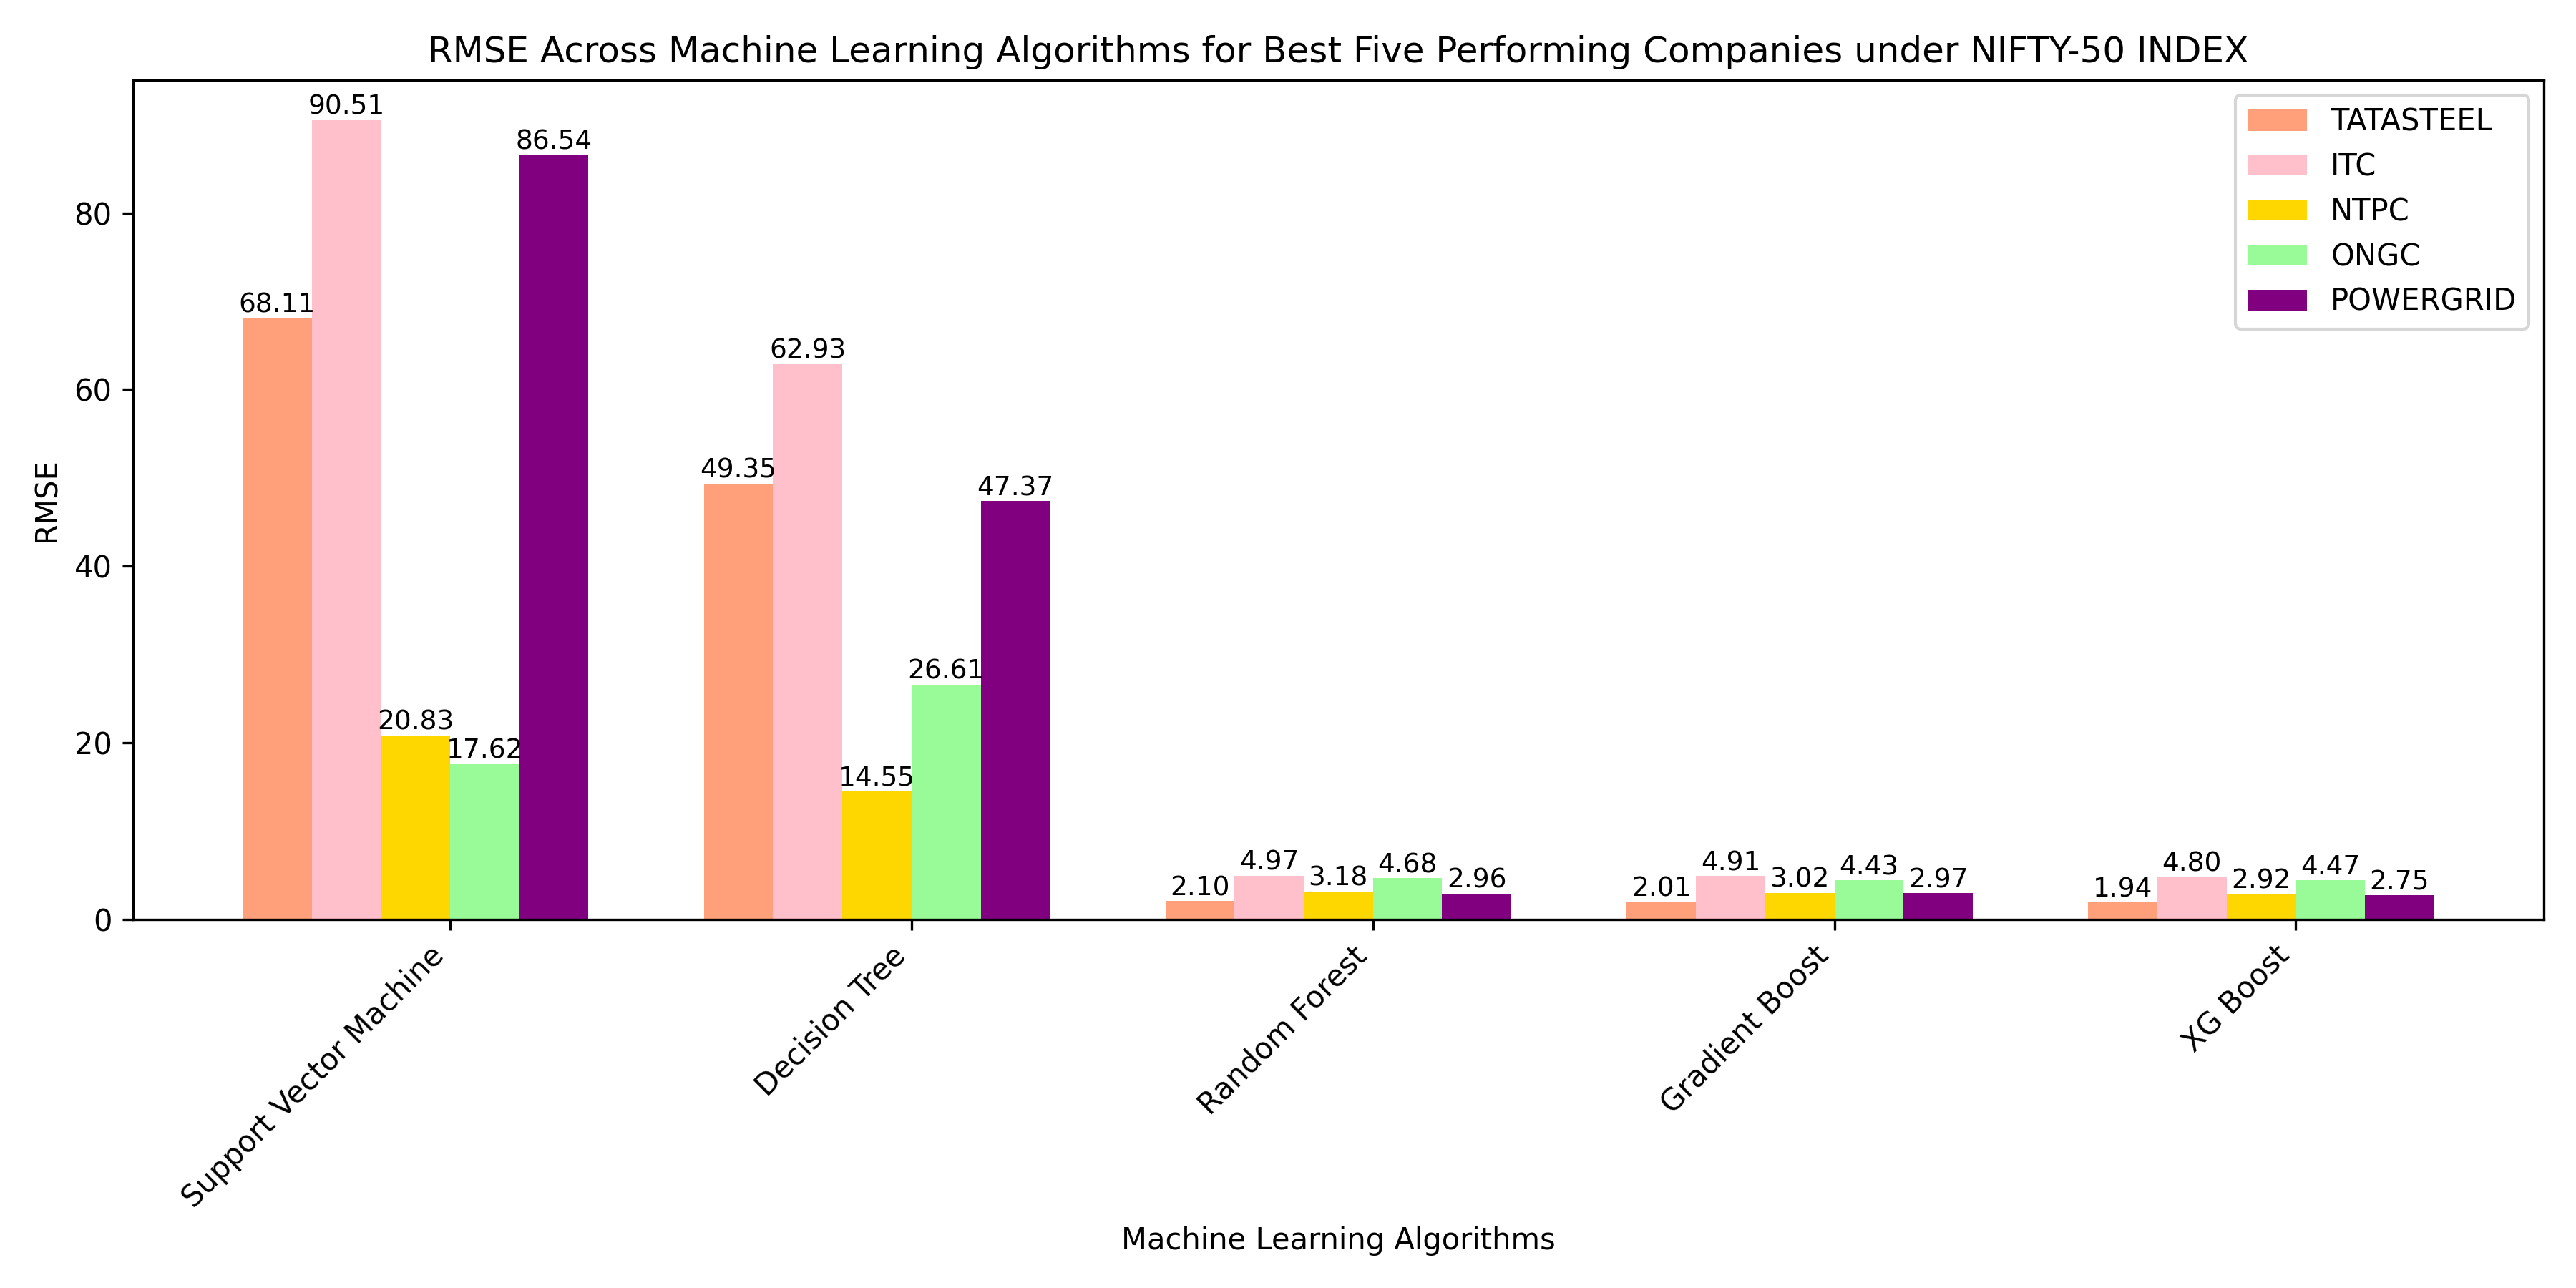 RMSE Across Machine Learning Algorithms for Best Five Performing Companies under NIFTY-50 INDEX
TATASTEEL
ITC
NTPC
ONGC
POWERGRID
RMSE
80
60
40
20
0
68.11
90.51
20.83
17.62
86.54
49.35
62.93
14.55
26.61
47.37
2.10
4.97
3.18
4.68
2.96
2.01
4.91
3.02
4.43
2.97
1.94
4.80
2.92
4.47
2.75
Support Vector Machine
Decision Tree
Random Forest
Gradient Boost
XG Boost
Machine Learning Algorithms